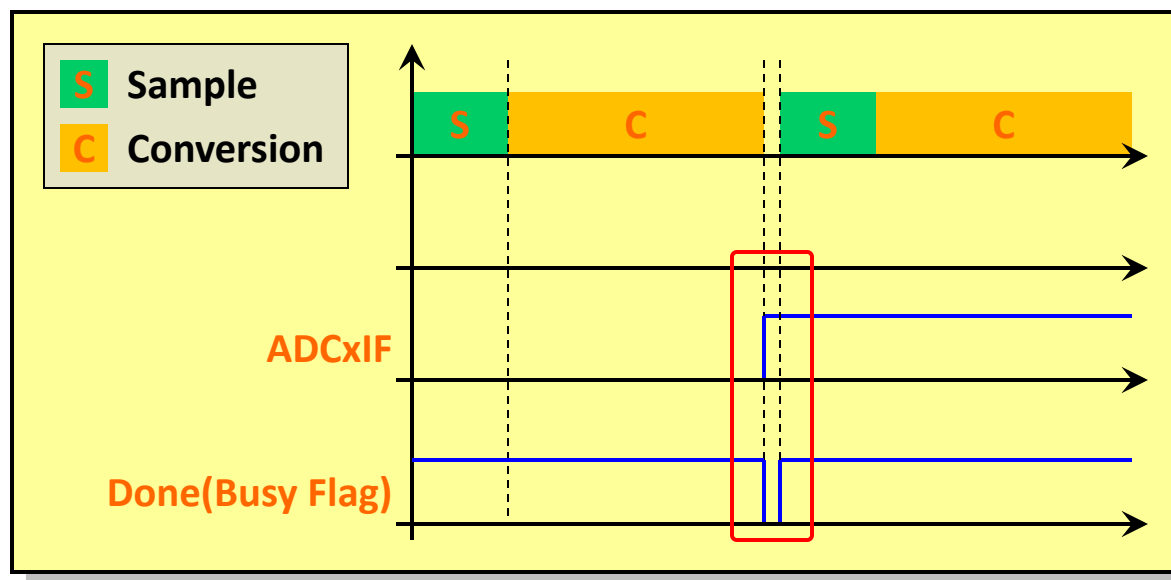 S Sample
C Conversion
S C S C
ADCxIF
Done(Busy Flag)